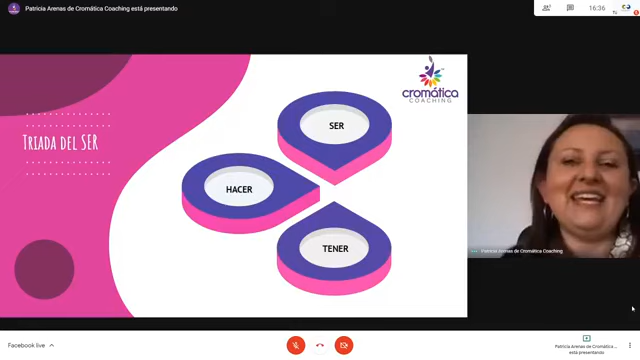 Patricia Arenas de Cromática Coaching está presentando
16:36
cromática
COACHING
Triada del SER
SER
HACER
TENER
Patricia Arenas de Cromática Coaching
Facebook live
Patricia Arenas de Cromática ...
está presentando